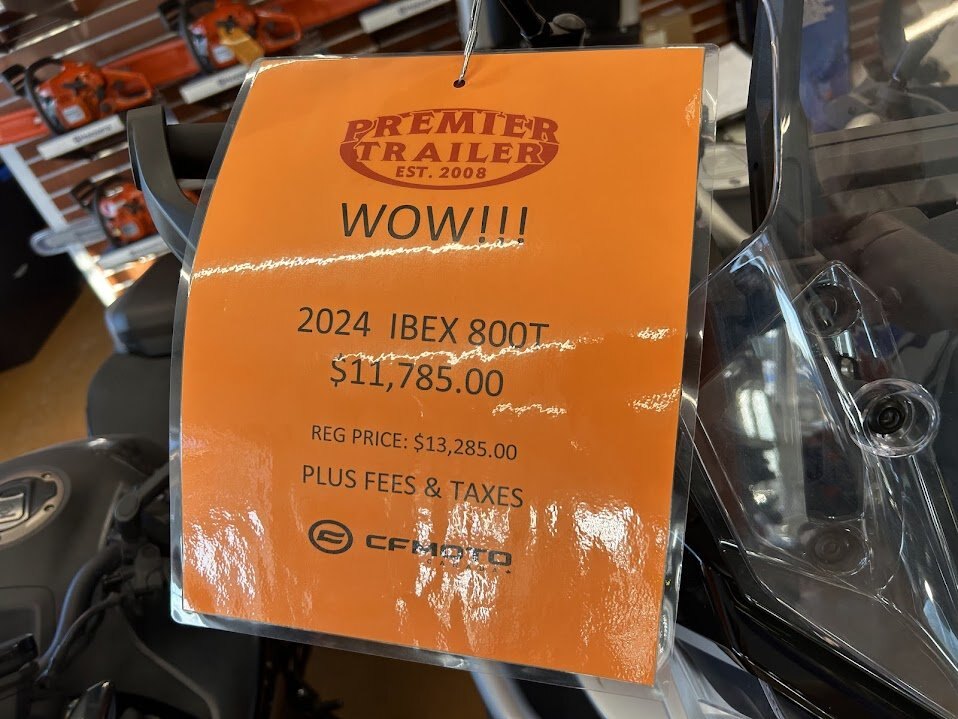 PREMIER
TRAILER
EST. 2008
WOW!!!
2024 IBEX 800T
$11,785.00
REG PRICE: $13,285.00
PLUS FEES & TAXES
CFMOTO